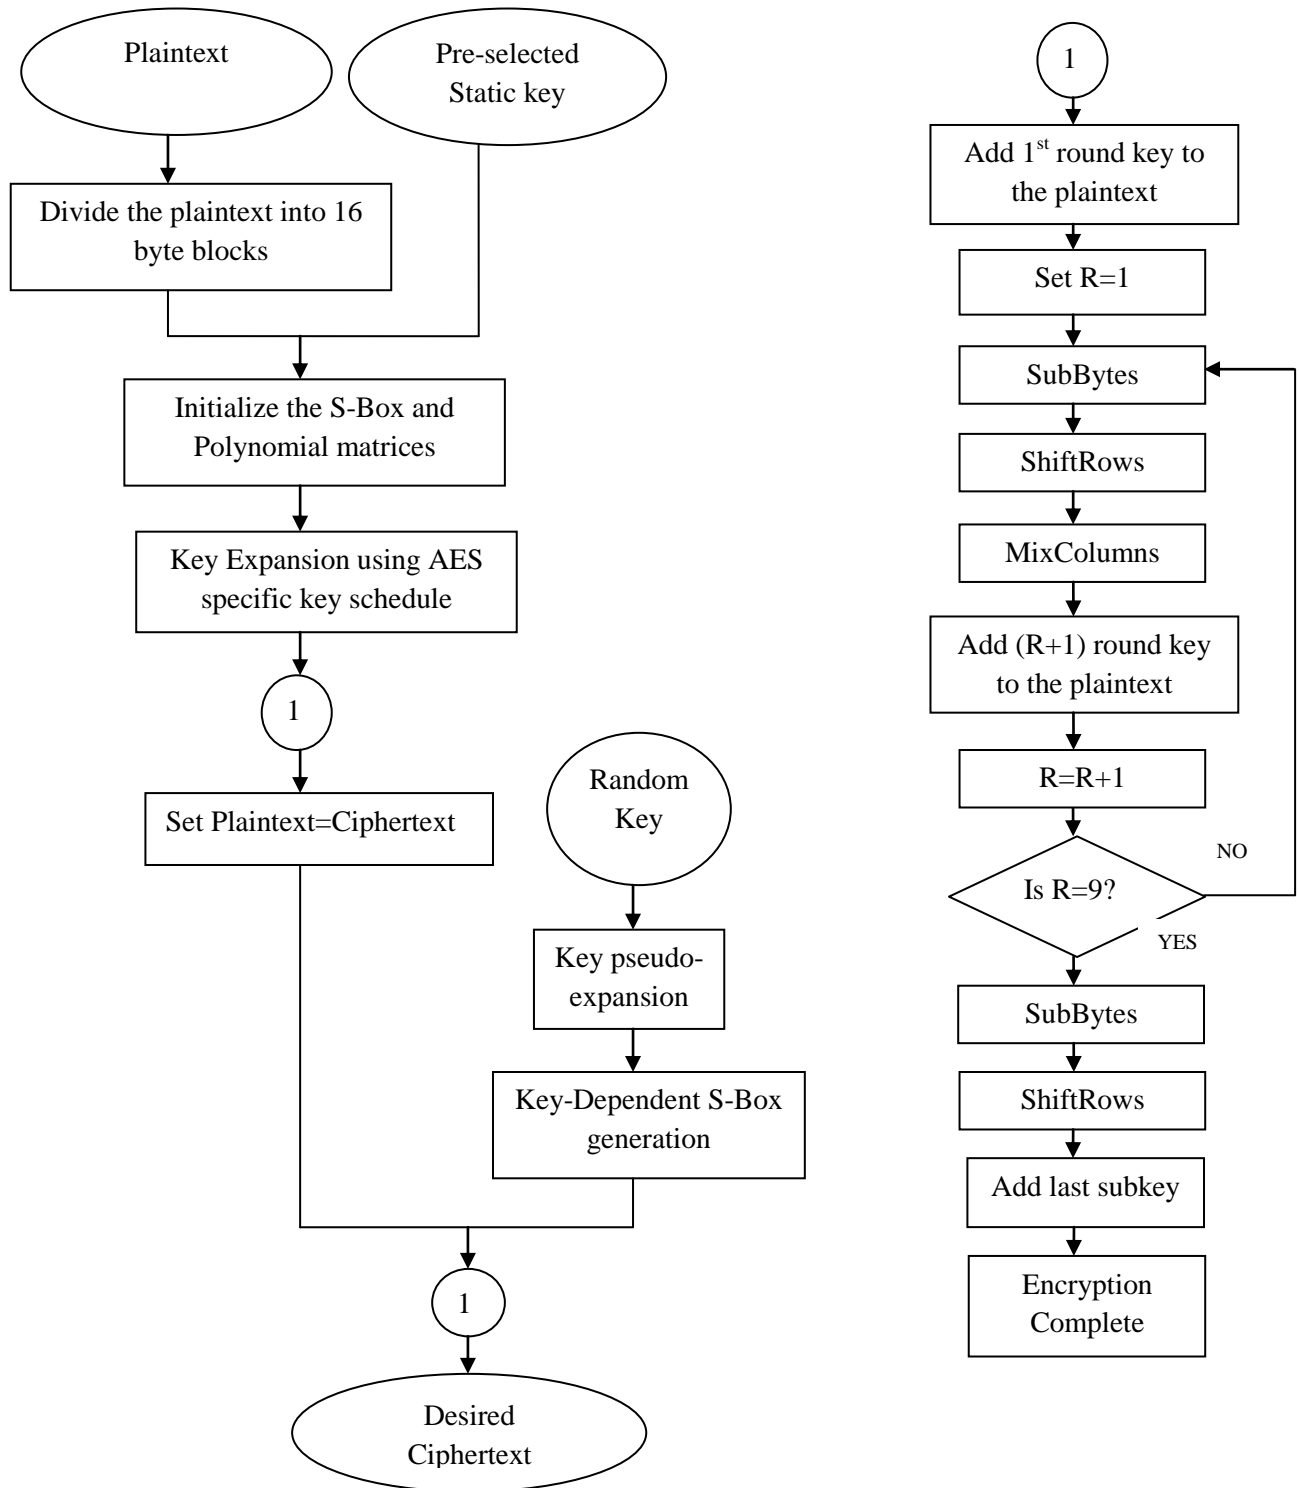 Plaintext
Pre-selected
Static key
Divide the plaintext into 16
byte blocks
Initialize the S-Box and
Polynomial matrices
Key Expansion using AES
specific key schedule
1
Set Plaintext=Ciphertext
Random
Key
Key pseudo-
expansion
Key-Dependent S-Box
generation
1
Desired
Ciphertext
1
Add 1st round key to
the plaintext
Set R=1
SubBytes
ShiftRows
MixColumns
Add (R+1) round key
to the plaintext
R=R+1
Is R=9?
NO
YES
SubBytes
ShiftRows
Add last subkey
Encryption
Complete